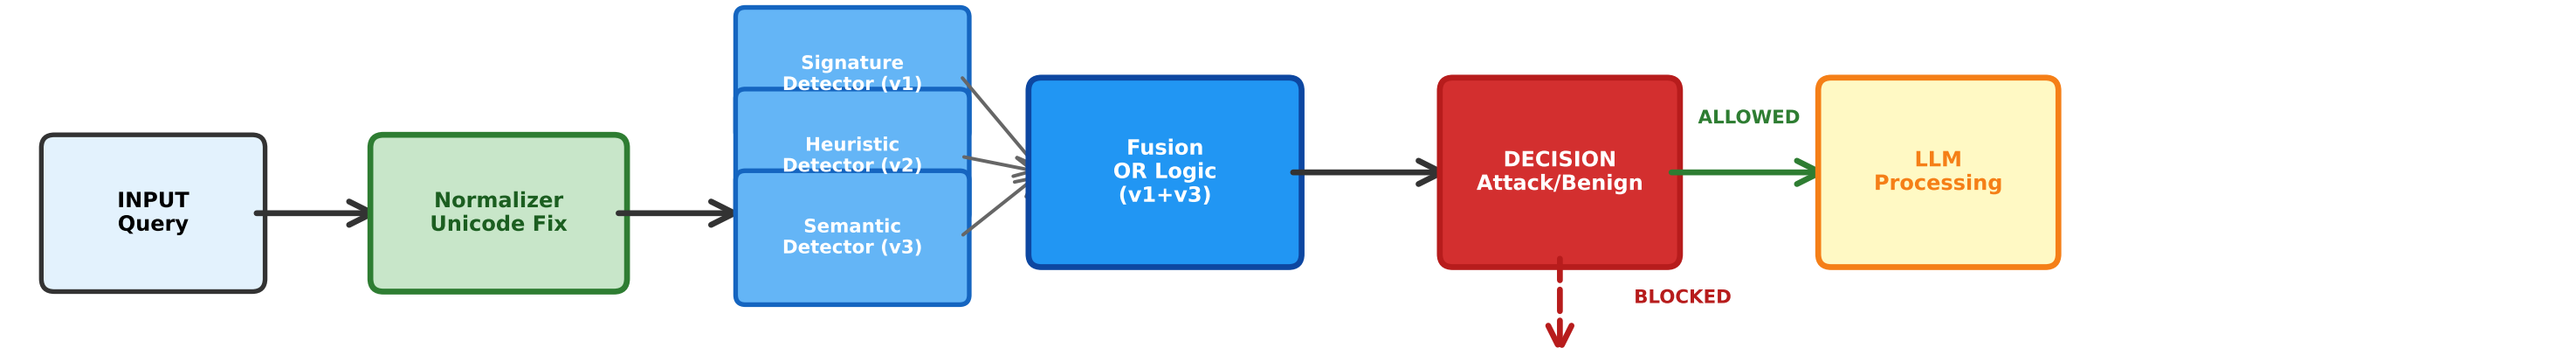 INPUT
Query
Normalizer
Unicode Fix
Signature
Detector (v1)
Heuristic
Detector (v2)
Semantic
Detector (v3)
Fusion
OR Logic
(v1+v3)
DECISION
Attack/Benign
ALLOWED
BLOCKED
LLM
Processing